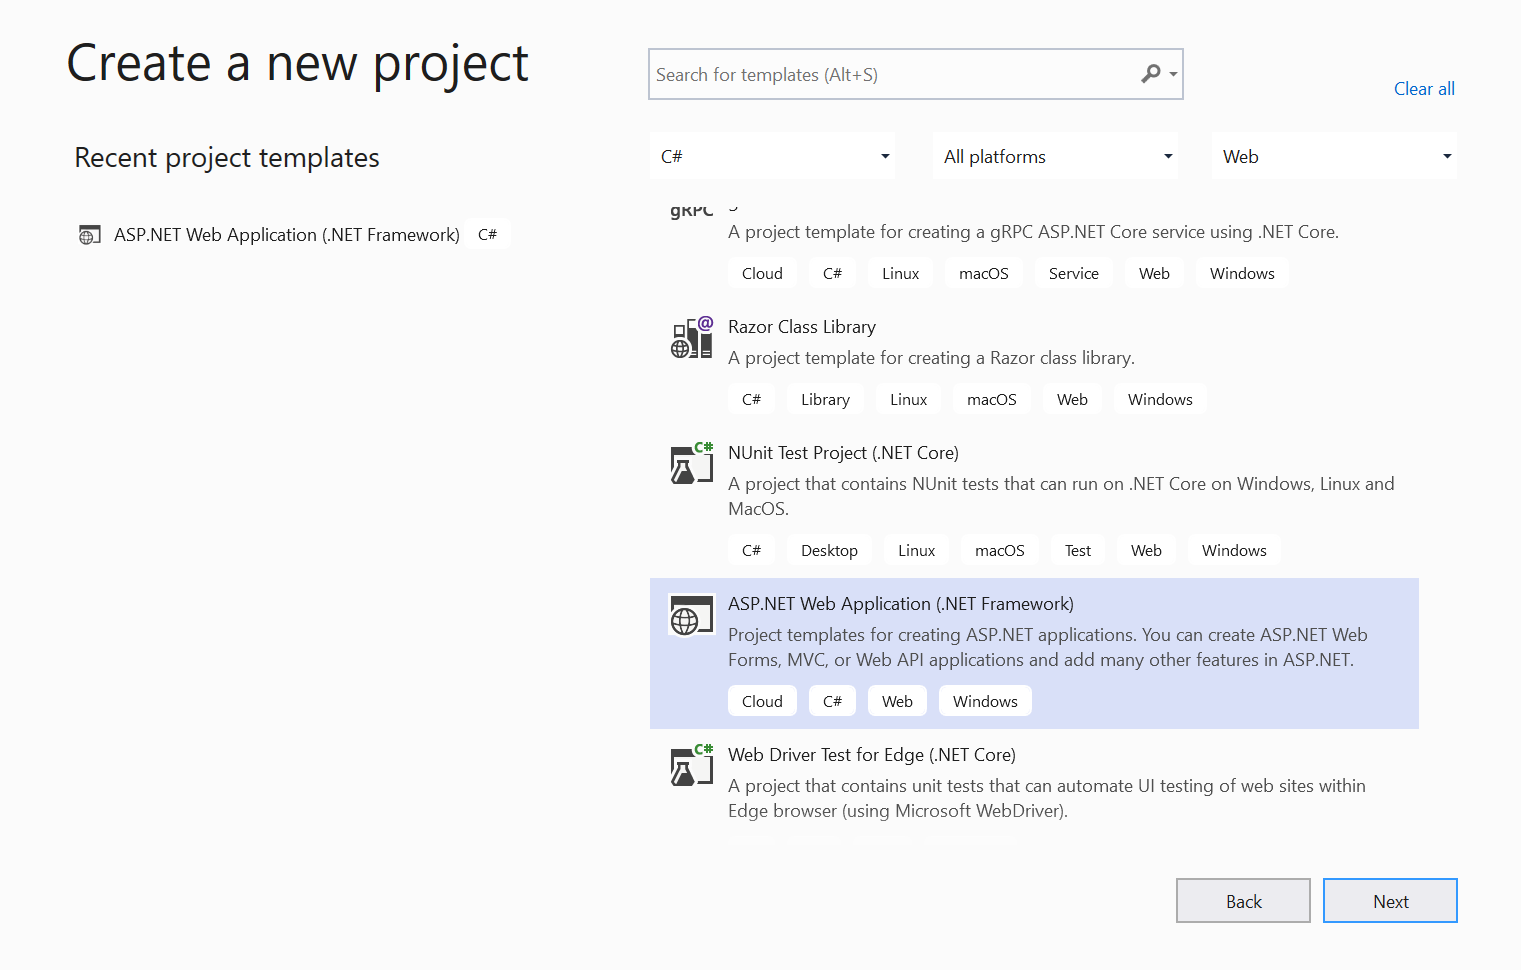 Create a new project
Search for templates (Alt+S)
Clear all
Recent project templates
C#
All platforms
Web
ASP.NET Web Application (.NET Framework) C#
gRPC
A project template for creating a gRPC ASP.NET Core service using .NET Core.
Cloud C# Linux macOS Service Web Windows
@
Razor Class Library
A project template for creating a Razor class library.
C# Library Linux macOS Web Windows
C#
NUnit Test Project (.NET Core)
A project that contains NUnit tests that can run on .NET Core on Windows, Linux and
MacOS.
C# Desktop Linux macOS Test Web Windows
ASP.NET Web Application (.NET Framework)
Project templates for creating ASP.NET applications. You can create ASP.NET Web
Forms, MVC, or Web API applications and add many other features in ASP.NET.
Cloud C# Web Windows
C#
Web Driver Test for Edge (.NET Core)
A project that contains unit tests that can automate UI testing of web sites within
Edge browser (using Microsoft WebDriver).
Back
Next